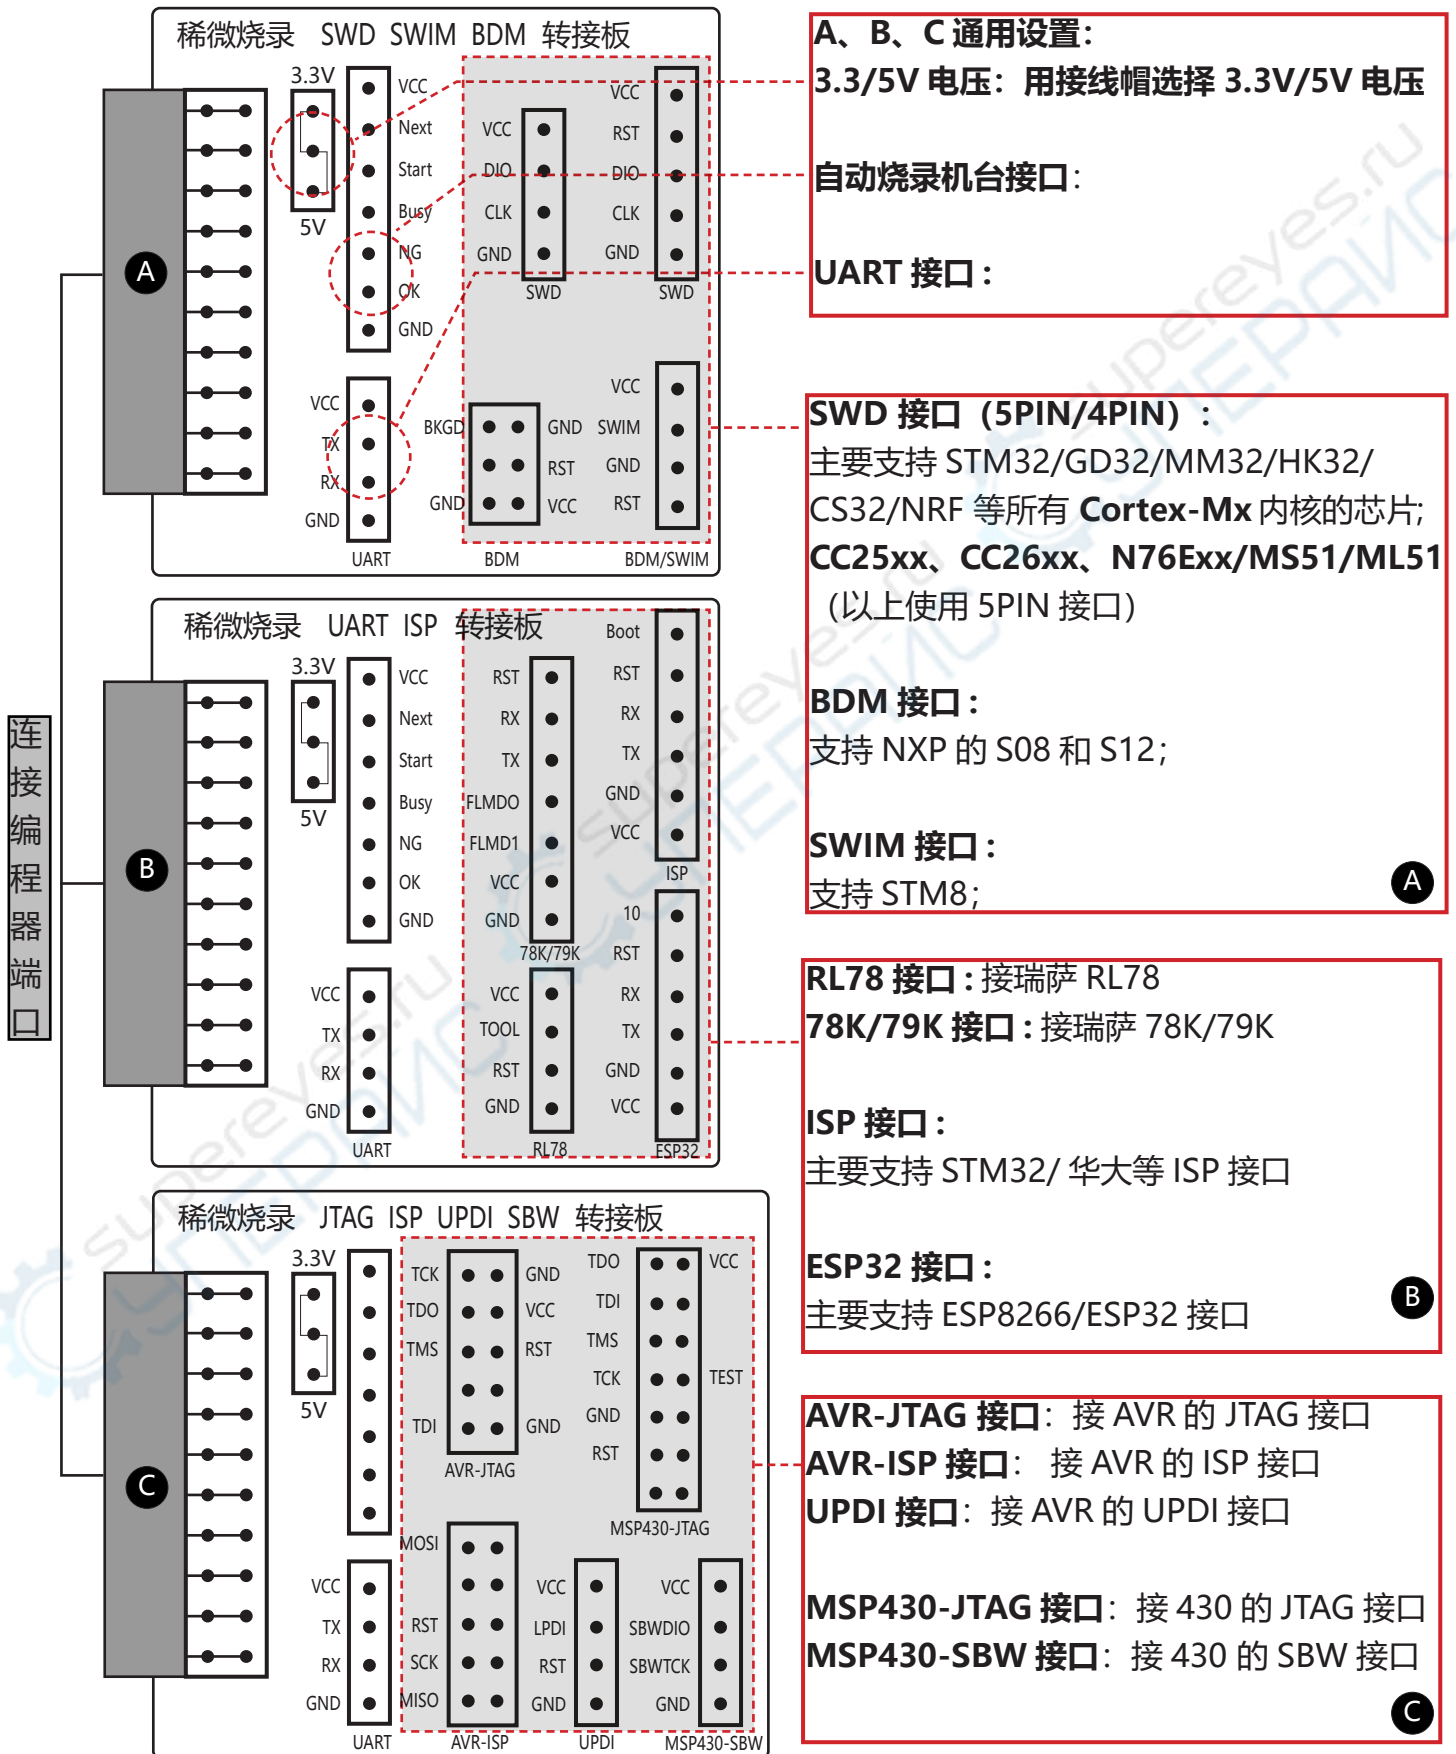 稀微烧录 SWD SWIM BDM 转接板
3.3V
5V
VCC
Next
Start
Busy
NG
OK
GND
VCC
DIO
CLK
GND
SWD
VCC
RST
DIO
CLK
GND
SWD
A
VCC
TX
RX
GND
UART
BKGD
GND
GND
RST
VCC
BDM
VCC
SWIM
GND
RST
BDM/SWIM
A、B、C 通用设置：
3.3/5V 电压：用接线帽选择 3.3V/5V 电压
自动烧录机台接口：
UART 接口：
SWD 接口（5PIN/4PIN）：
主要支持 STM32/GD32/MM32/HK32/
CS32/NRF 等所有 Cortex-Mx 内核的芯片;
CC25xx、CC26xx、N76Exx/MS51/ML51
（以上使用 5PIN 接口）
BDM 接口：
支持 NXP 的 S08 和 S12；
SWIM 接口：
支持 STM8；
A
连接编程器端口
稀微烧录 UART ISP 转接板
3.3V
5V
VCC
Next
Start
Busy
NG
OK
GND
RST
RX
TX
FLMDO
FLMD1
VCC
GND
78K/79K
Boot
RST
RX
TX
GND
VCC
ISP
B
VCC
TX
RX
GND
UART
VCC
TOOL
RST
GND
RL78
10
RST
RX
TX
GND
VCC
ESP32
RL78 接口：接瑞萨 RL78
78K/79K 接口：接瑞萨 78K/79K
ISP 接口：
主要支持 STM32/ 华大等 ISP 接口
ESP32 接口：
主要支持 ESP8266/ESP32 接口
B
稀微烧录 JTAG ISP UPDI SBW 转接板
3.3V
5V
TCK
GND
TDO
VCC
TMS
RST
TDI
GND
AVR-JTAG
TDO
VCC
TDI
TMS
TCK
TEST
GND
RST
MSP430-JTAG
C
VCC
TX
RX
GND
UART
MOSI
RST
SCK
MISO
AVR-ISP
VCC
LPDI
RST
GND
UPDI
VCC
SBWDIO
SBWTCK
GND
MSP430-SBW
AVR-JTAG 接口：接 AVR 的 JTAG 接口
AVR-ISP 接口： 接 AVR 的 ISP 接口
UPDI 接口：接 AVR 的 UPDI 接口
MSP430-JTAG 接口：接 430 的 JTAG 接口
MSP430-SBW 接口：接 430 的 SBW 接口
C
supereyes.ru
СУПЕРАЙС
supereyes.ru
СУПЕРАЙС
supereyes.ru
СУПЕРАЙС